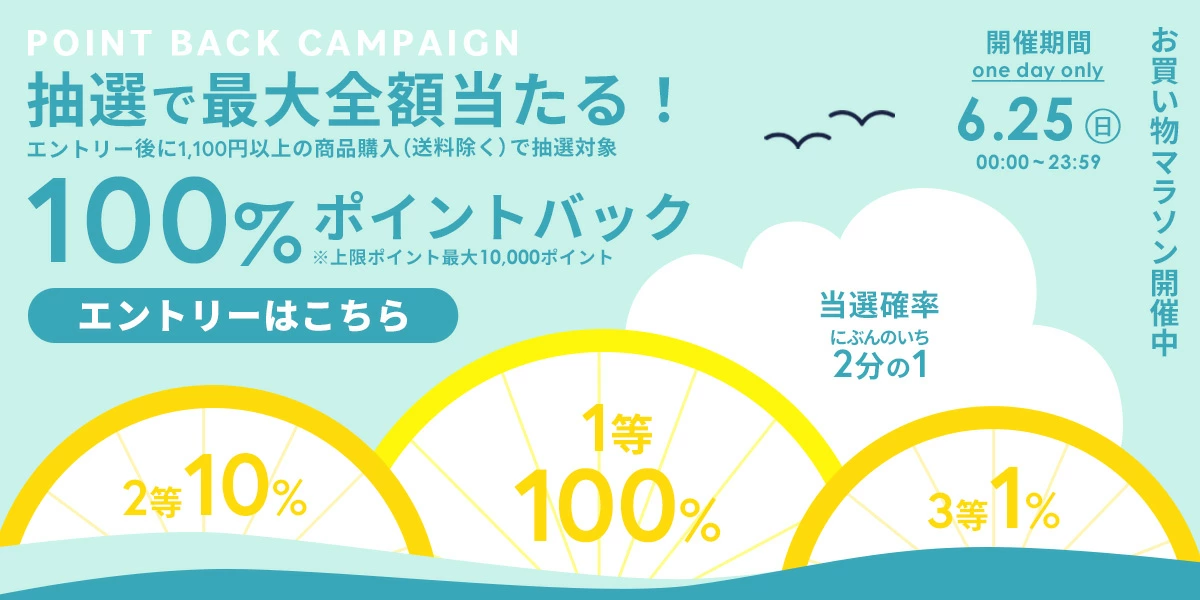 POINT BACK CAMPAIGN
抽選で最大全額当たる！
エントリー後に1,100円以上の商品購入（送料除く）で抽選対象
100%ポイントバック
※上限ポイント最大10,000ポイント
エントリーはこちら
開催期間
one day only
6.25 日
00:00~23:59
お買い物マラソン開催中
当選確率
にぶんのいち
2分の1
1等
100%
2等10%
3等1%